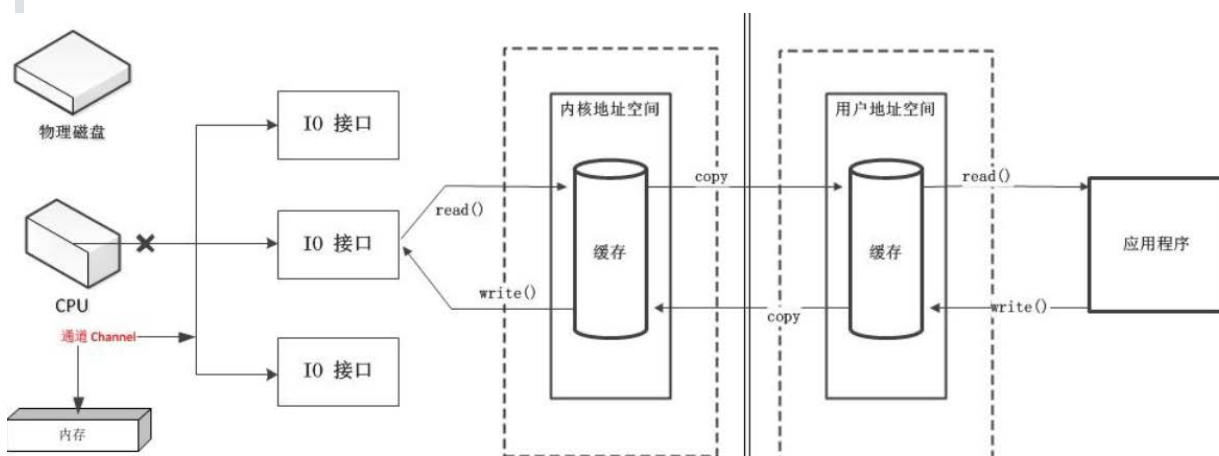 物理磁盘
CPU
通道 Channel
内存
IO 接口
IO 接口
IO 接口
read()
write()
内核地址空间
缓存
copy
copy
用户地址空间
缓存
read()
write()
应用程序